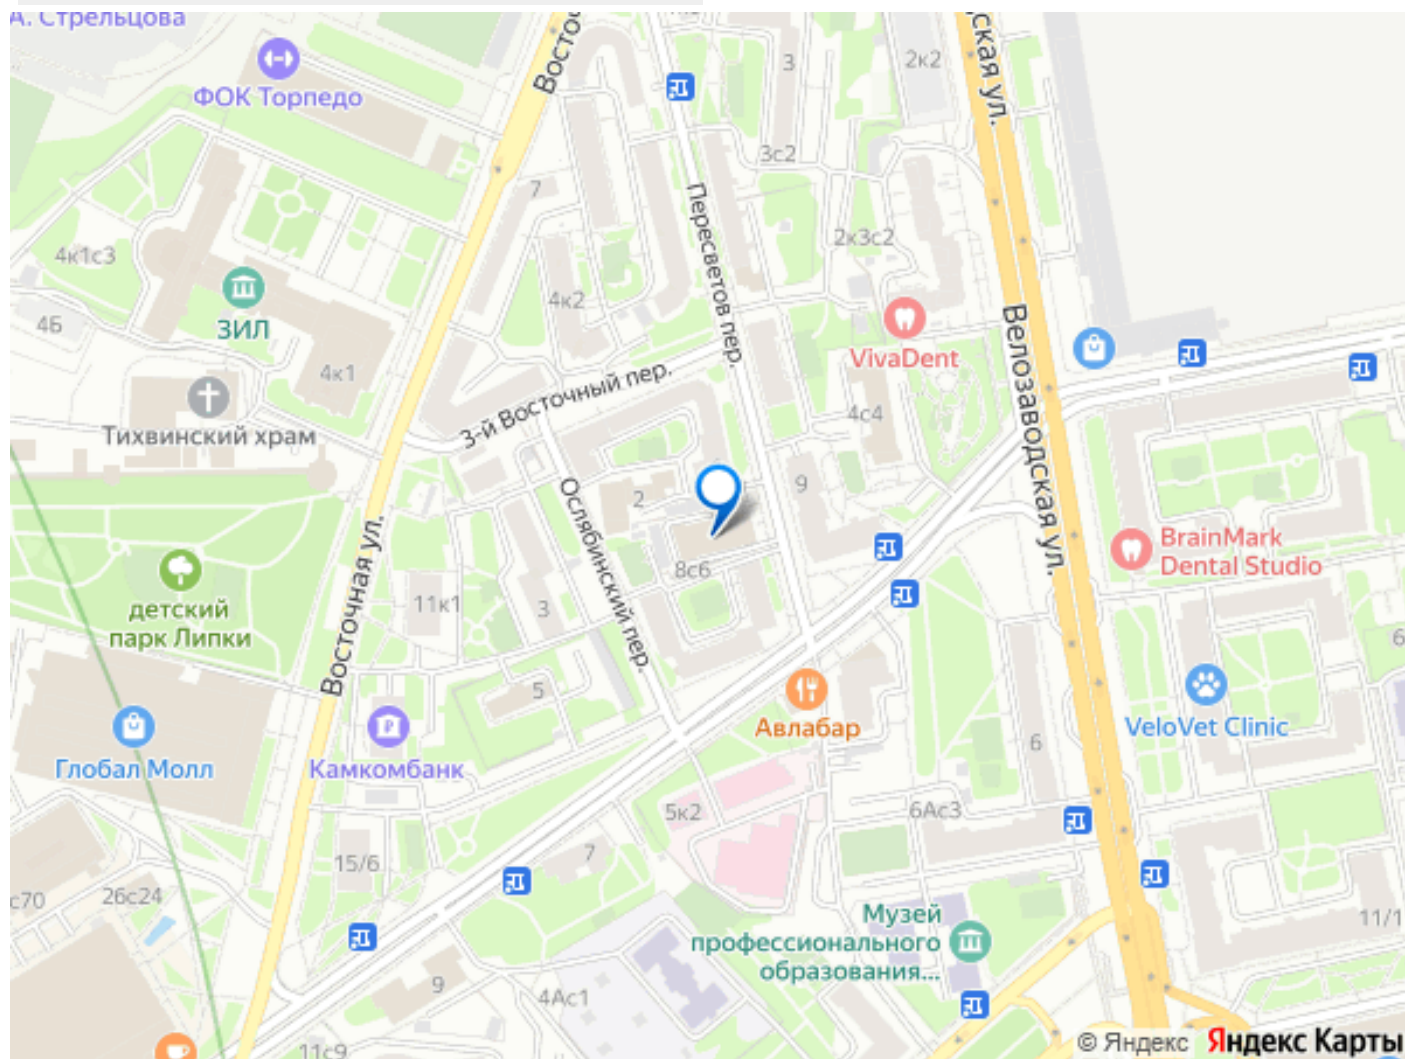 А. Стрельцова
ФОК Торпедо
Восто
ская ул.
3
2к2
3с2
7
Пересветов пер.
2к3с2
4к1с3
ЗИЛ
4к2
4Б
VivaDent
Велозаводская ул.
4к1
Тихвинский храм
3-й Восточный пер.
4с4
2
9
Ослябинский пер.
Восточная ул.
BrainMark
Dental Studio
8с6
детский
парк Липки
11к1
3
6
5
Авлабар
VeloVet Clinic
Глобал Молл
Камкомбанк
6
5к2
6Ас3
15/6
7
с70
26с24
11/1
Музей
профессионального
образования...
9
4Ас1
11с9
© Яндекс Яндекс Карты